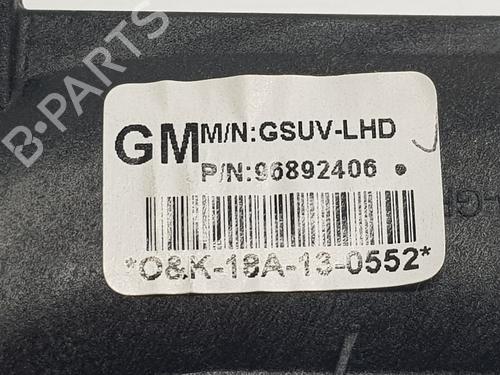 B-PARTS
GM M/N:GSUV-LHD
P/N:96892406
*O&K-18A-13-0552*